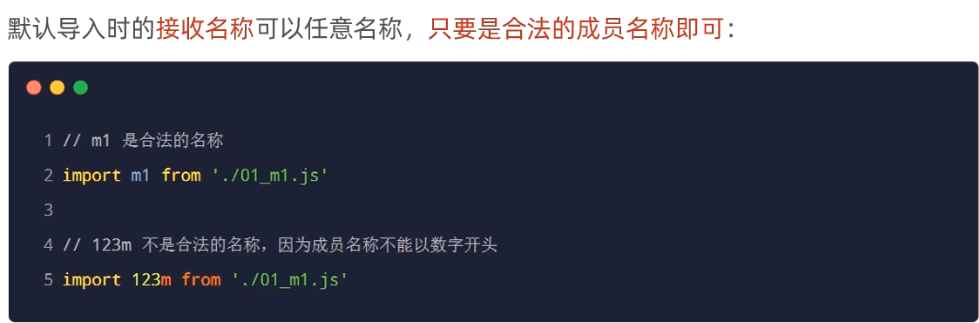 默认导入时的接收名称可以任意名称，只要是合法的成员名称即可：
1 // m1 是合法的名称
2 import m1 from './01_m1.js'
3
4 // 123m 不是合法的名称，因为成员名称不能以数字开头
5 import 123m from './01_m1.js'